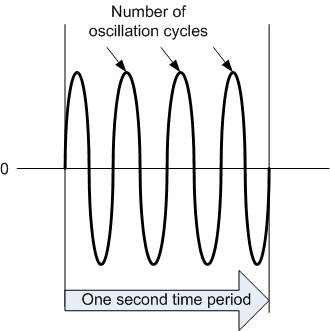 Number of
oscillation cycles
0
One second time period